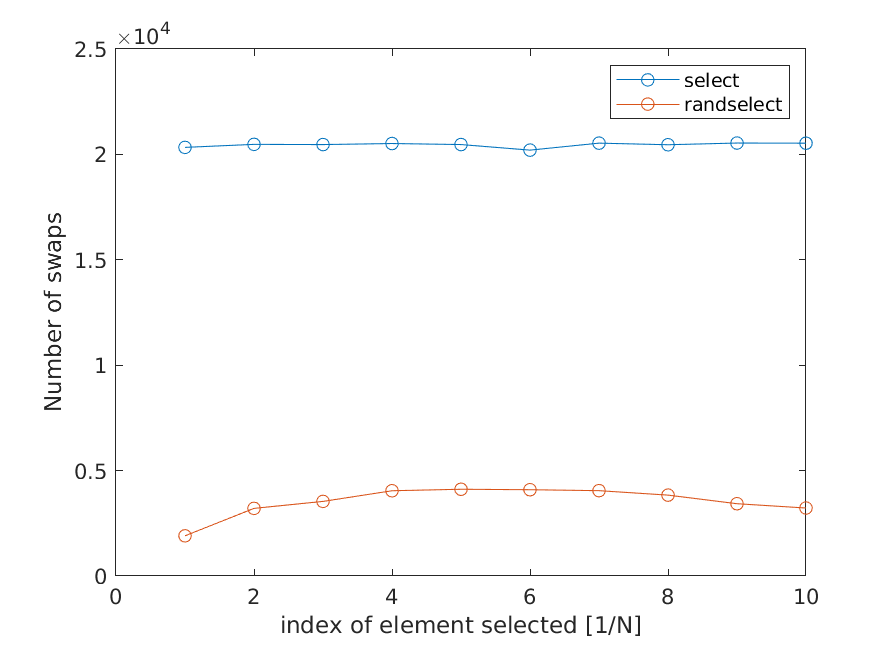 ×10⁴
2.5
2
1.5
1
0.5
0
0 2 4 6 8 10
Number of swaps
index of element selected [1/N]
select
randselect